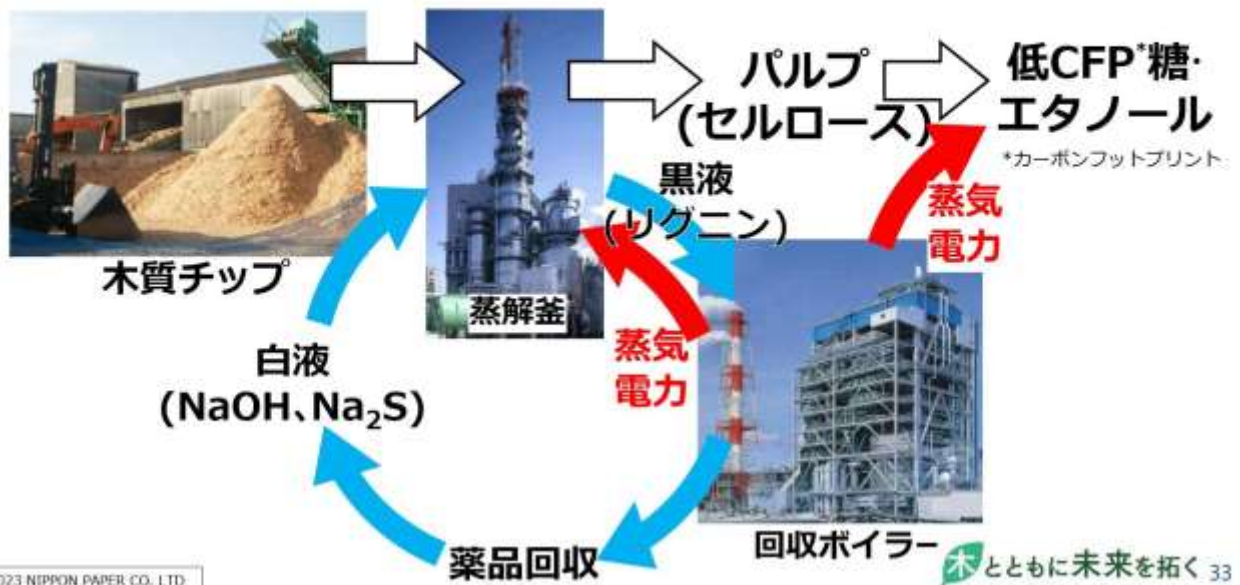 パルプ
(セルロース)
低CFP*糖・
エタノール
*カーボンフットプリント
木質チップ
蒸解釜
黒液
(リグニン)
蒸気
電力
蒸気
電力
白液
(NaOH、Na₂S)
薬品回収
回収ボイラー
023 NIPPON PAPER CO., LTD
木とともに未来を拓く 33